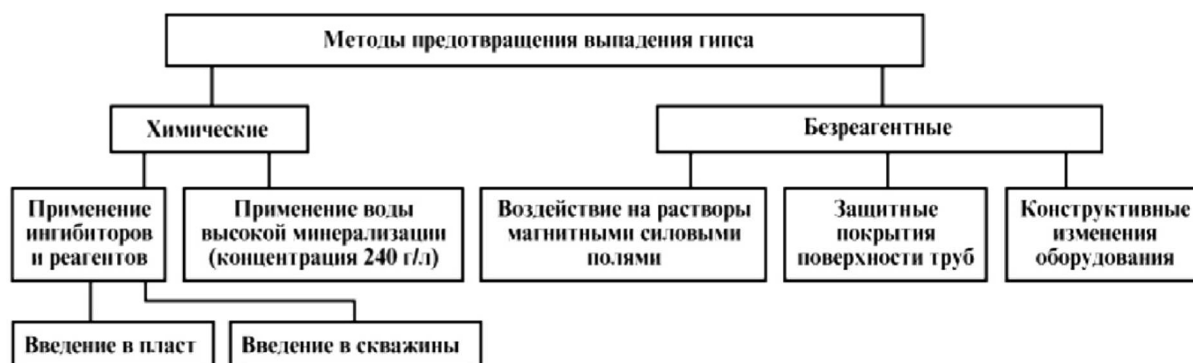 Методы предотвращения выпадения гипса
Химические
Безреагентные
Применение
ингибиторов
и реагентов
Применение воды
высокой минерализации
(концентрация 240 г/л)
Воздействие на растворы
магнитными силовыми
полями
Защитные
покрытия
поверхности труб
Конструктивные
изменения
оборудования
Введение в пласт
Введение в скважины